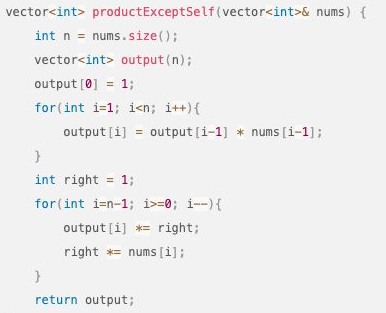 vector<int> productExceptSelf(vector<int>& nums) {
    int n = nums.size();
    vector<int> output(n);
    output[0] = 1;
    for(int i=1; i<n; i++){
        output[i] = output[i-1] * nums[i-1];
    }
    int right = 1;
    for(int i=n-1; i>=0; i--){
        output[i] *= right;
        right *= nums[i];
    }
    return output;